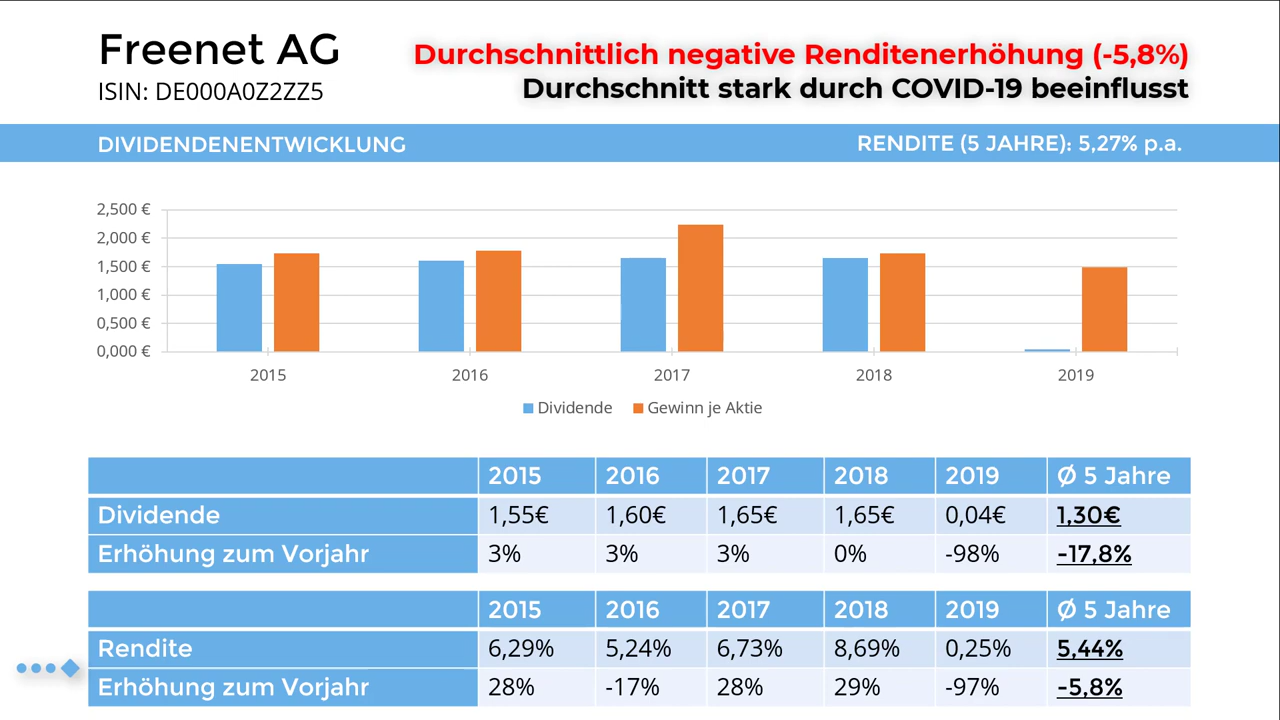 Freenet AG
Durchschnittlich negative Renditenerhöhung (-5,8%)
ISIN: DE000A0Z2ZZ5
Durchschnitt stark durch COVID-19 beeinflusst
DIVIDENDENENTWICKLUNG
RENDITE (5 JAHRE): 5,27% p.a.
2,500 €
2,000 €
1,500 €
1,000 €
0,500 €
0,000 €
2015 2016 2017 2018 2019
Dividende Gewinn je Aktie
2015 2016 2017 2018 2019 Ø 5 Jahre
Dividende 1,55€ 1,60€ 1,65€ 1,65€ 0,04€ 1,30€
Erhöhung zum Vorjahr 3% 3% 3% 0% -98% -17,8%
2015 2016 2017 2018 2019 Ø 5 Jahre
Rendite 6,29% 5,24% 6,73% 8,69% 0,25% 5,44%
Erhöhung zum Vorjahr 28% -17% 28% 29% -97% -5,8%